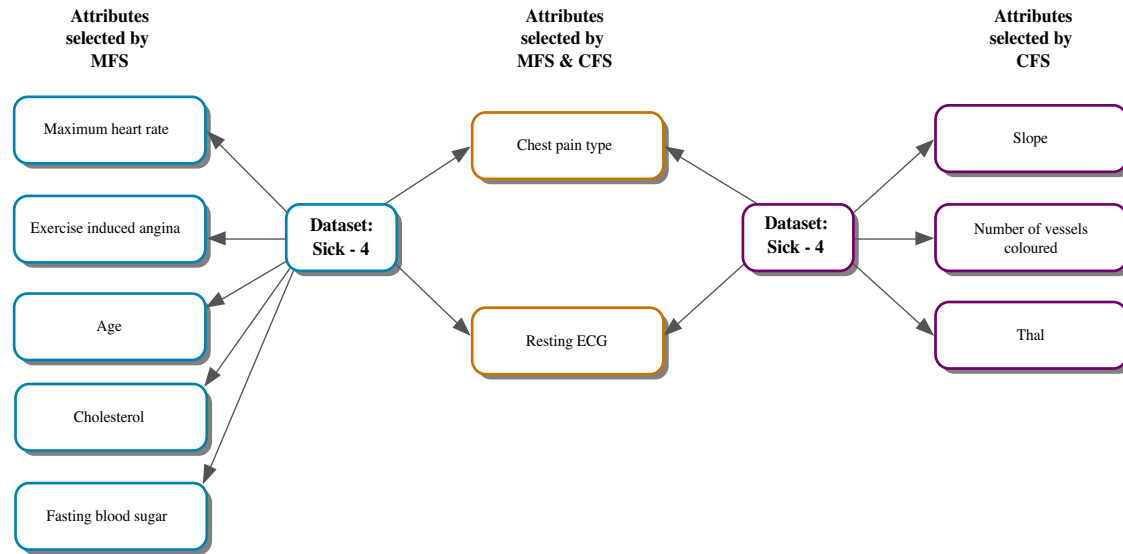 Attributes
selected by
MFS
Attributes
selected by
MFS & CFS
Attributes
selected by
CFS
Maximum heart rate
Exercise induced angina
Age
Cholesterol
Fasting blood sugar
Dataset:
Sick - 4
Chest pain type
Resting ECG
Dataset:
Sick - 4
Slope
Number of vessels
coloured
Thal